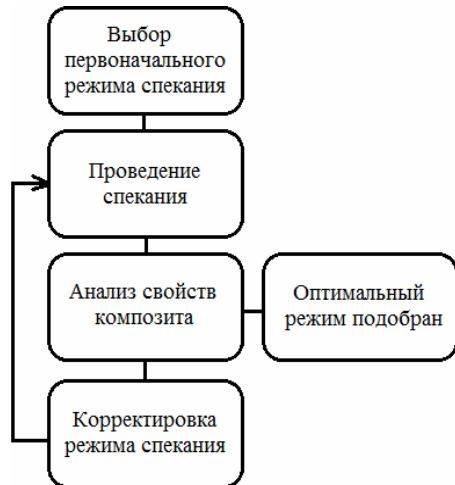 Выбор
первоначального
режима спекания
Проведение
спекания
Анализ свойств
композита
Оптимальный
режим подобран
Корректировка
режима спекания